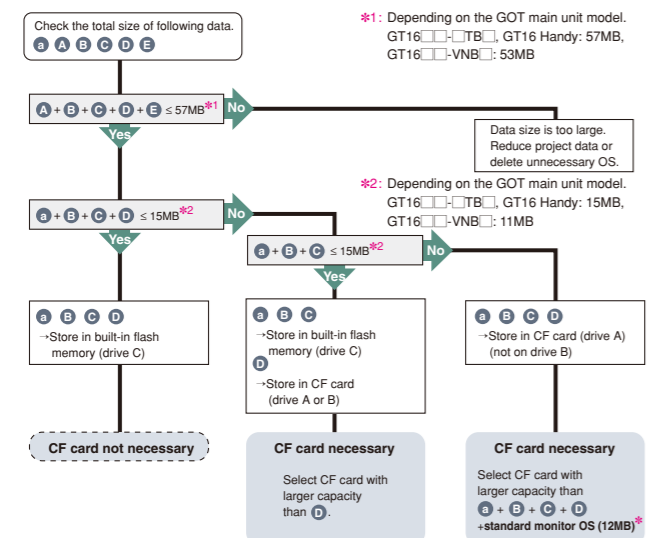 Check the total size of following data.
a A B C D E
*1: Depending on the GOT main unit model.
GT16□□-□TB□, GT16 Handy: 57MB,
GT16□□-VNB□: 53MB
A + B + C + D + E ≤ 57MB*1
No
Yes
Data size is too large.
Reduce project data or
delete unnecessary OS.
*2: Depending on the GOT main unit model.
GT16□□-□TB□, GT16 Handy: 15MB,
GT16□□-VNB□: 11MB
a + B + C + D ≤ 15MB*2
No
Yes
a + B + C ≤ 15MB*2
No
Yes
a B C D
→Store in built-in flash
memory (drive C)
a B C
→Store in built-in flash
memory (drive C)
D
→Store in CF card
(drive A or B)
a B C D
→Store in CF card (drive A)
(not on drive B)
CF card not necessary
CF card necessary
Select CF card with
larger capacity
than D.
CF card necessary
Select CF card with
larger capacity than
a + B + C + D
+standard monitor OS (12MB)*